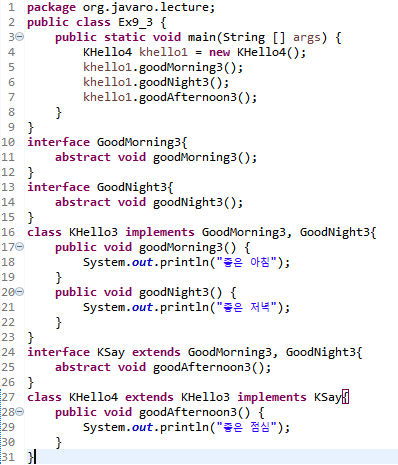 1 package org.javaro.lecture;
2 public class Ex9_3 {
3 public static void main(String [] args) {
4 KHello4 khello1 = new KHello4();
5 khello1.goodMorning3();
6 khello1.goodNight3();
7 khello1.goodAfternoon3();
8 }
9 }
10 interface GoodMorning3{
11 abstract void goodMorning3();
12 }
13 interface GoodNight3{
14 abstract void goodNight3();
15 }
16 class KHello3 implements GoodMorning3, GoodNight3{
17 public void goodMorning3() {
18 System.out.println("좋은 아침");
19 }
20 public void goodNight3() {
21 System.out.println("좋은 저녁");
22 }
23 }
24 interface KSay extends GoodMorning3, GoodNight3{
25 abstract void goodAfternoon3();
26 }
27 class KHello4 extends KHello3 implements KSay{
28 public void goodAfternoon3() {
29 System.out.println("좋은 점심");
30 }
31 }